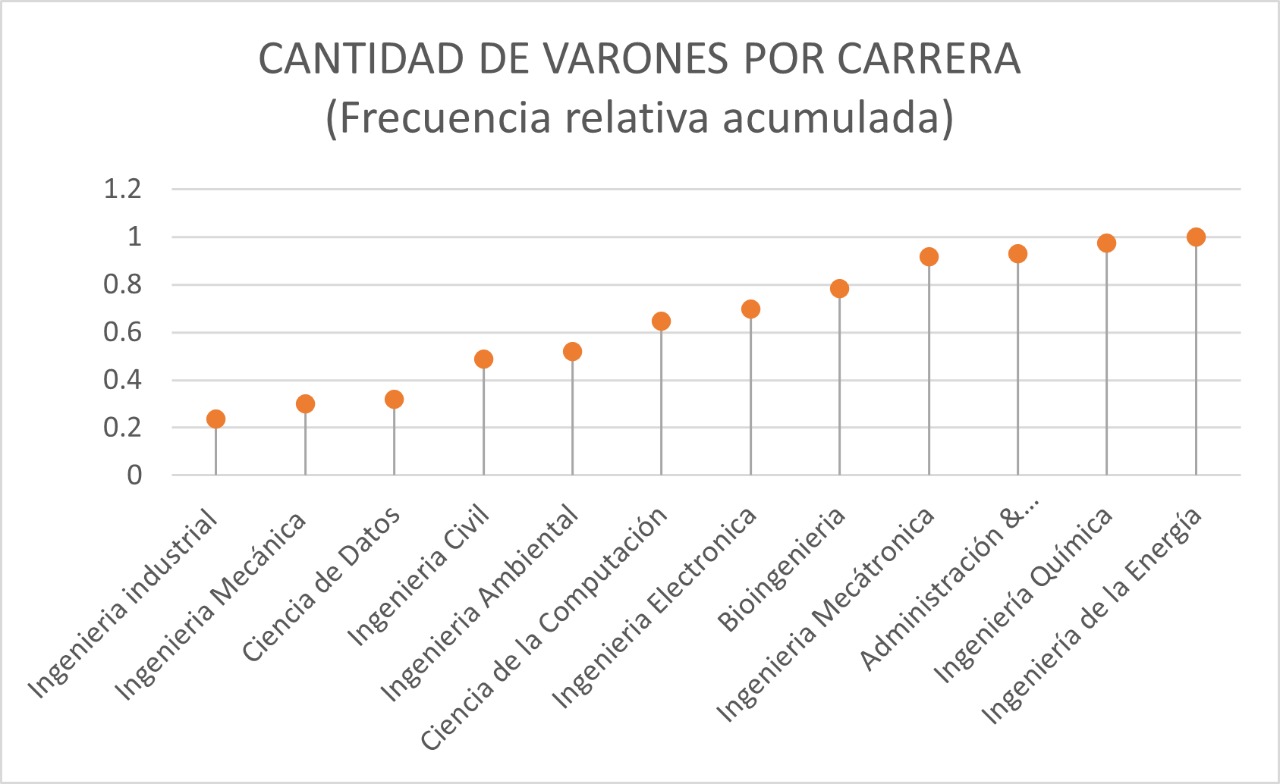 CANTIDAD DE VARONES POR CARRERA
(Frecuencia relativa acumulada)
1.2
1
0.8
0.6
0.4
0.2
0
Ingenieria industrial
Ingenieria Mecánica
Ciencia de Datos
Ingenieria Civil
Ingenieria Ambiental
Ciencia de la Computación
Ingenieria Electronica
Bioingenieria
Ingenieria Mecátronica
Administración &...
Ingeniería Química
Ingeniería de la Energía